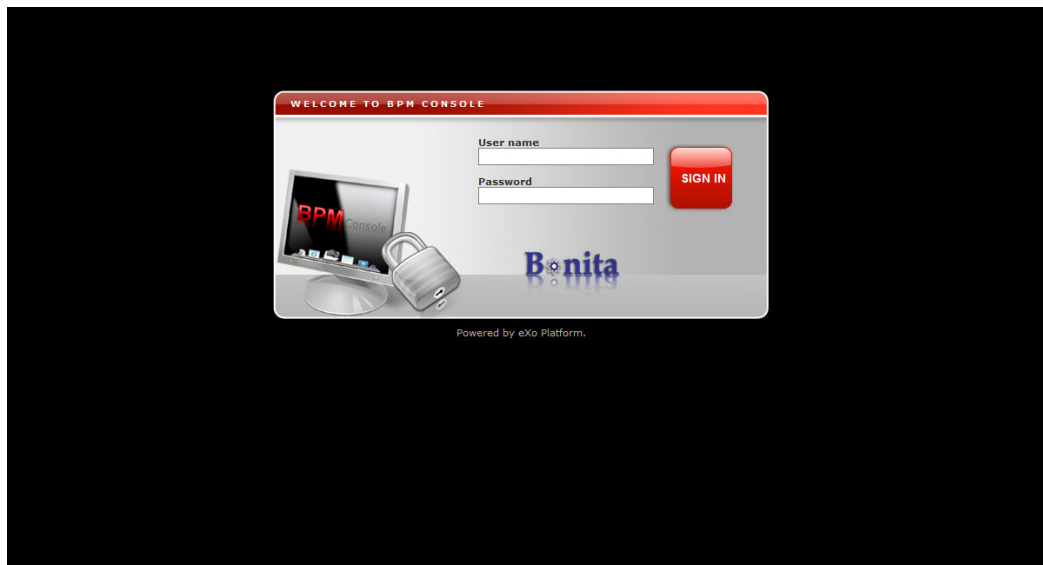 WELCOME TO BPM CONSOLE
User name
Password
SIGN IN
BPM Console
Bonita
Powered by eXo Platform.